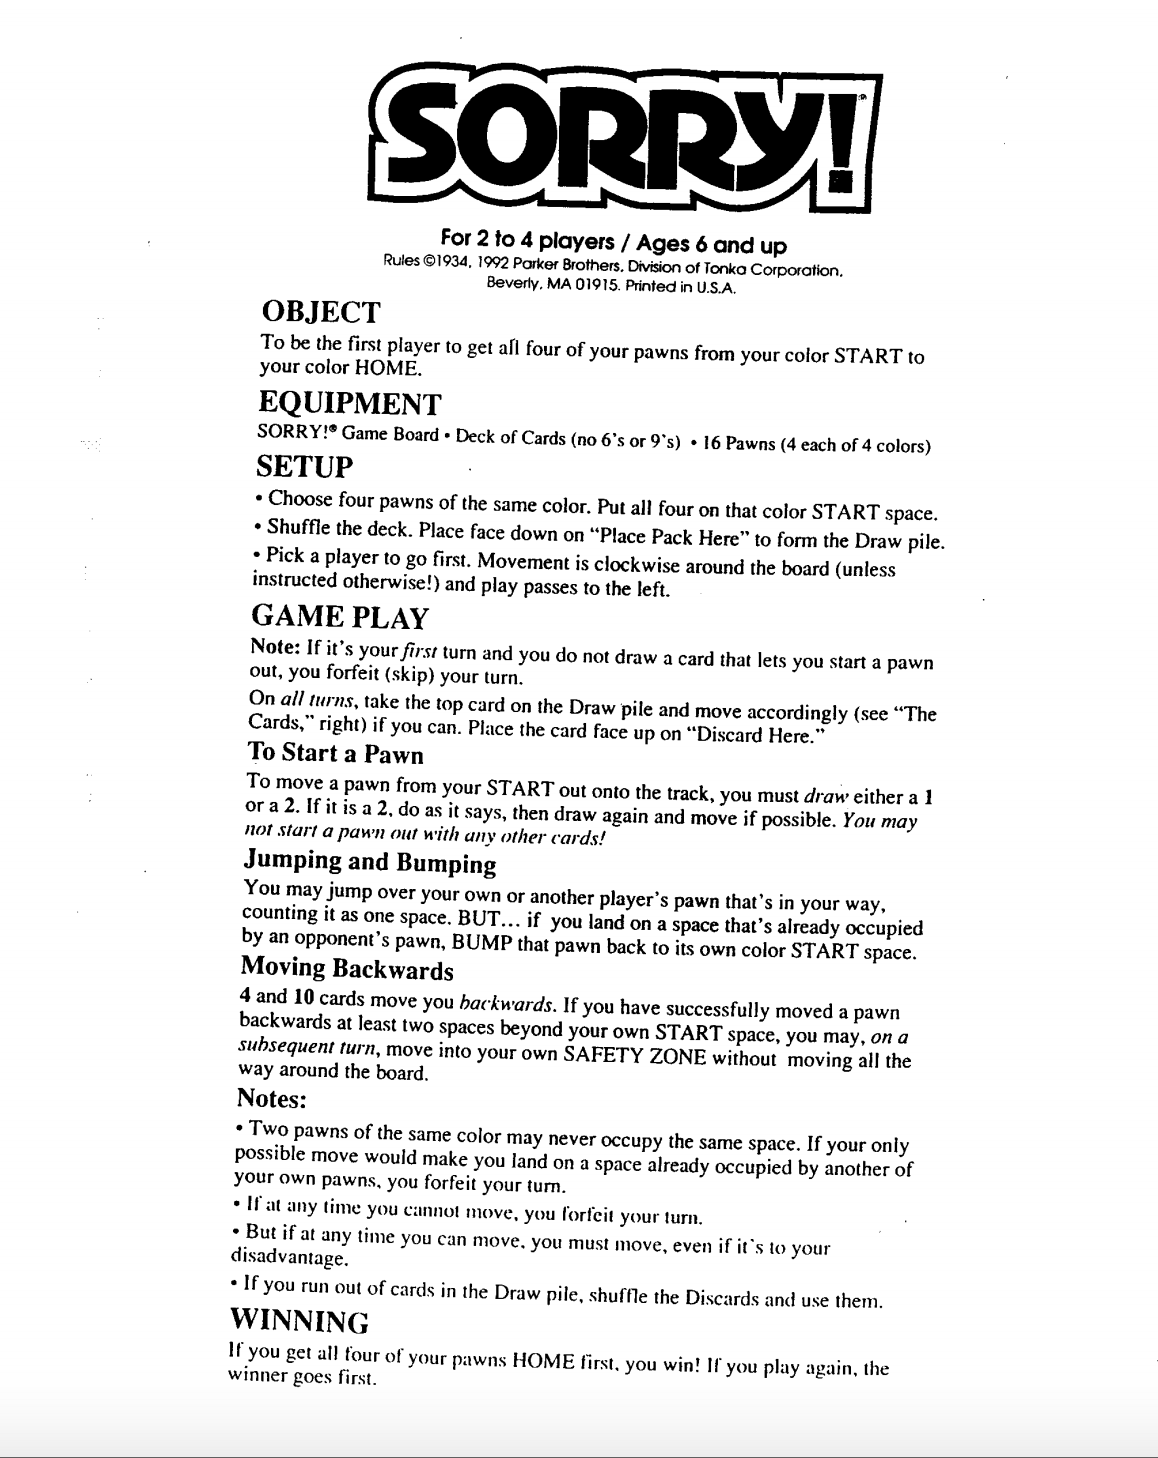 SORRY!®
For 2 to 4 players / Ages 6 and up
Rules ©1934, 1992 Parker Brothers, Division of Tonka Corporation,
Beverly, MA 01915. Printed in U.S.A.
OBJECT
To be the first player to get all four of your pawns from your color START to
your color HOME.
EQUIPMENT
SORRY!® Game Board • Deck of Cards (no 6's or 9's) • 16 Pawns (4 each of 4 colors)
SETUP
• Choose four pawns of the same color. Put all four on that color START space.
• Shuffle the deck. Place face down on “Place Pack Here” to form the Draw pile.
• Pick a player to go first. Movement is clockwise around the board (unless
instructed otherwise!) and play passes to the left.
GAME PLAY
Note: If it's your first turn and you do not draw a card that lets you start a pawn
out, you forfeit (skip) your turn.
On all turns, take the top card on the Draw pile and move accordingly (see “The
Cards,” right) if you can. Place the card face up on “Discard Here.”
To Start a Pawn
To move a pawn from your START out onto the track, you must draw either a 1
or a 2. If it is a 2, do as it says, then draw again and move if possible. You may
not start a pawn out with any other cards!
Jumping and Bumping
You may jump over your own or another player's pawn that's in your way,
counting it as one space. BUT... if you land on a space that's already occupied
by an opponent's pawn, BUMP that pawn back to its own color START space.
Moving Backwards
4 and 10 cards move you backwards. If you have successfully moved a pawn
backwards at least two spaces beyond your own START space, you may, on a
subsequent turn, move into your own SAFETY ZONE without moving all the
way around the board.
Notes:
• Two pawns of the same color may never occupy the same space. If your only
possible move would make you land on a space already occupied by another of
your own pawns, you forfeit your turn.
• If at any time you cannot move, you forfeit your turn.
• But if at any time you can move, you must move, even if it's to your
disadvantage.
• If you run out of cards in the Draw pile, shuffle the Discards and use them.
WINNING
If you get all four of your pawns HOME first, you win! If you play again, the
winner goes first.